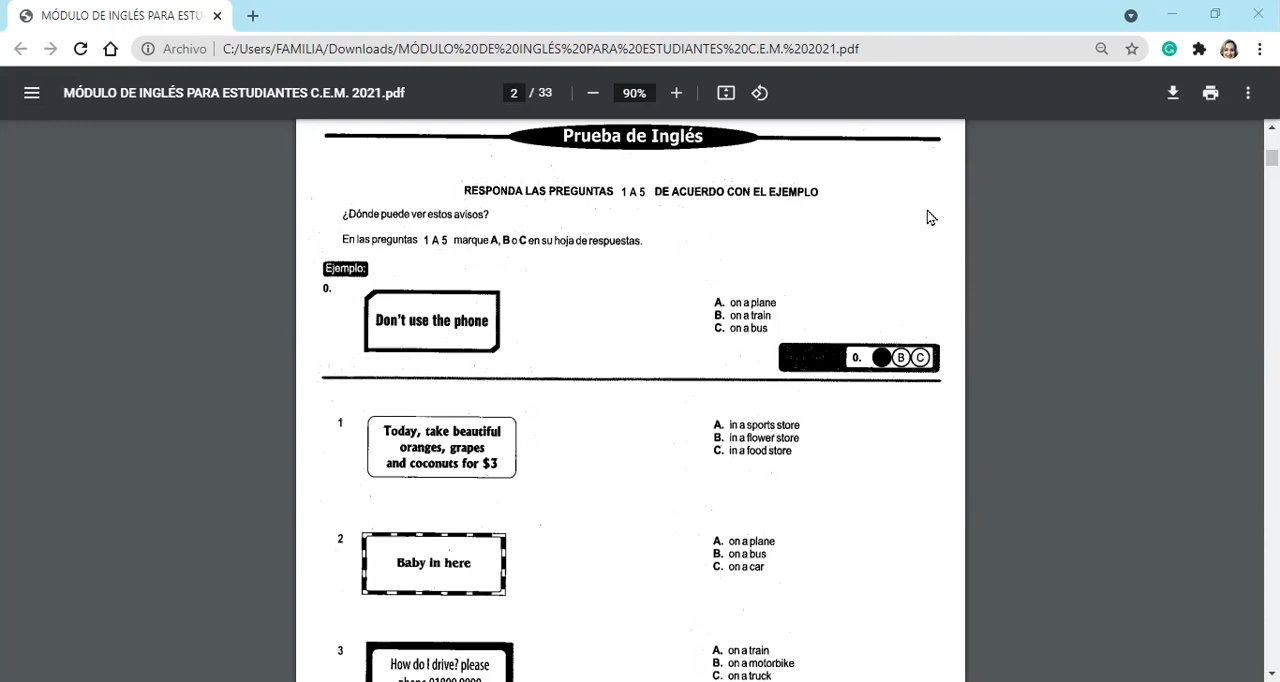 MÓDULO DE INGLÉS PARA ESTU
Archivo C:/Users/FAMILIA/Downloads/MÓDULO%20DE%20INGLÉS%20PARA%20ESTUDIANTES%20C.E.M.%202021.pdf
MÓDULO DE INGLÉS PARA ESTUDIANTES C.E.M. 2021.pdf
2 / 33
90%
Prueba de Inglés
RESPONDA LAS PREGUNTAS 1 A 5 DE ACUERDO CON EL EJEMPLO
¿Dónde puede ver estos avisos?
En las preguntas 1 A 5 marque A, B o C en su hoja de respuestas.
Ejemplo:
0.
Don't use the phone
A. on a plane
B. on a train
C. on a bus
0. B C
1
Today, take beautiful
oranges, grapes
and coconuts for $3
A. in a sports store
B. in a flower store
C. in a food store
2
Baby in here
A. on a plane
B. on a bus
C. on a car
3
How do I drive? please
A. on a train
B. on a motorbike
C. on a truck